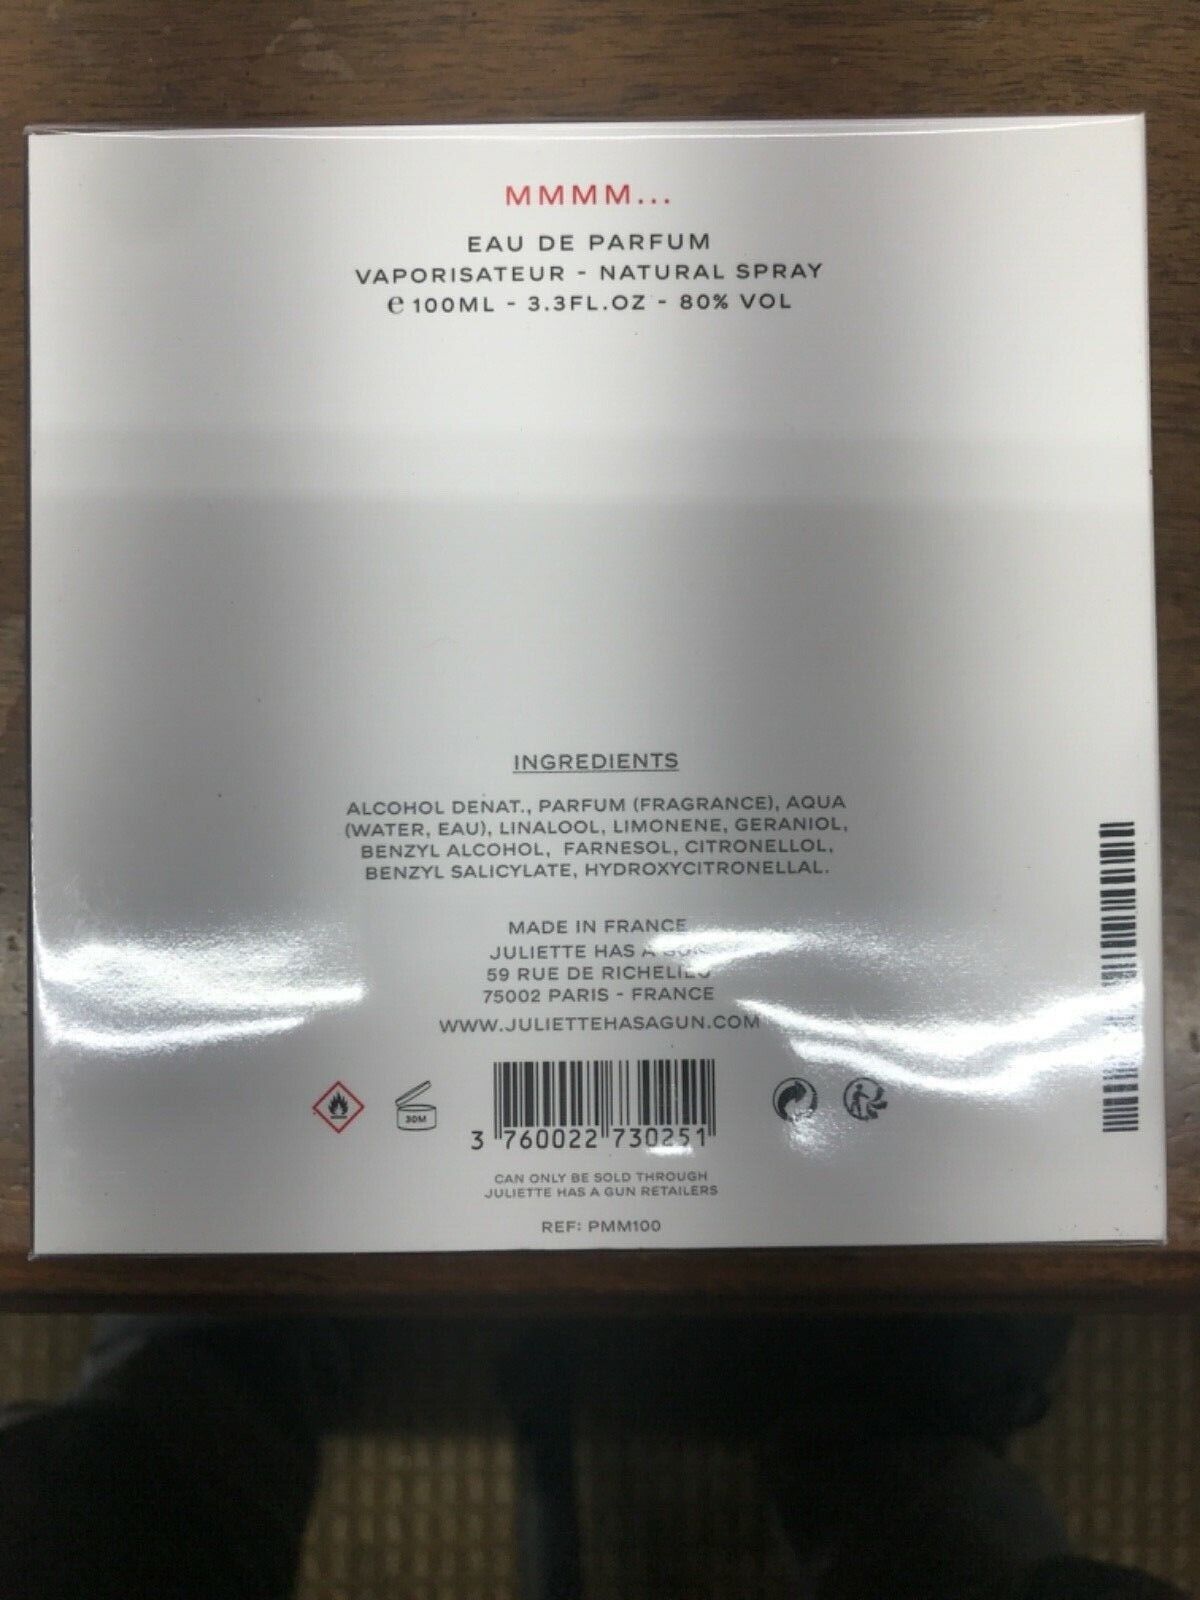 MMMM...
EAU DE PARFUM
VAPORISATEUR - NATURAL SPRAY
℮ 100ML - 3.3FL.OZ - 80% VOL
INGREDIENTS
ALCOHOL DENAT., PARFUM (FRAGRANCE), AQUA
(WATER, EAU), LINALOOL, LIMONENE, GERANIOL,
BENZYL ALCOHOL, FARNESOL, CITRONELLOL,
BENZYL SALICYLATE, HYDROXYCITRONELLAL.
MADE IN FRANCE
JULIETTE HAS A GUN
59 RUE DE RICHELIEU
75002 PARIS - FRANCE
WWW.JULIETTEHASAGUN.COM
30M
3 760022 730251
CAN ONLY BE SOLD THROUGH
JULIETTE HAS A GUN RETAILERS
REF: PMM100